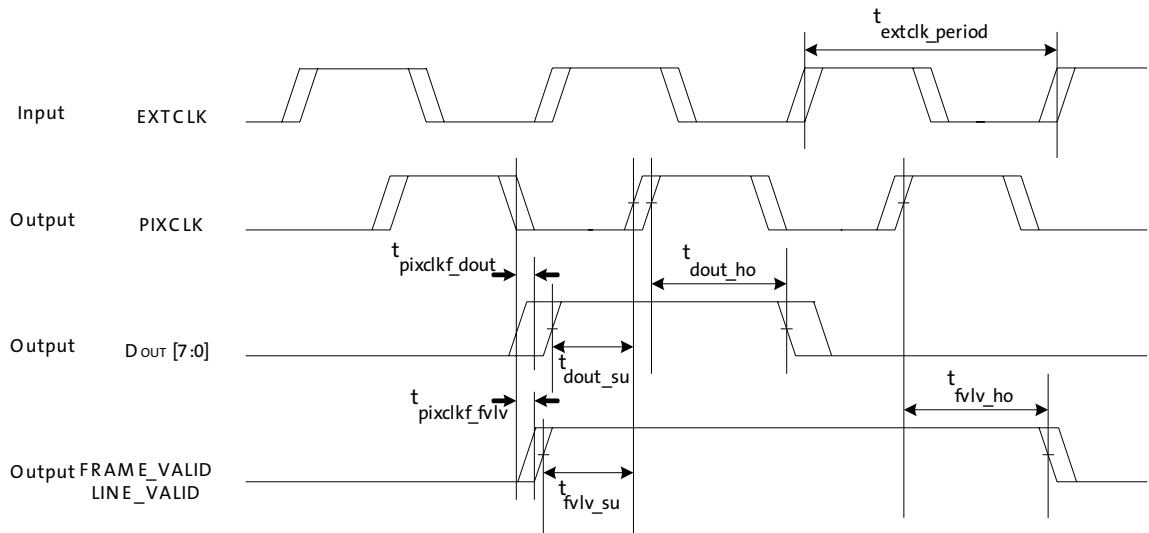 t extclk_period
Input EXTCLK
Output PIXCLK
t pixclkf_dout
t dout_ho
Output DOUT [7:0]
t dout_su
t pixclkf_fvlv
t fvlv_ho
Output FRAME_VALID
LINE_VALID
t fvlv_su